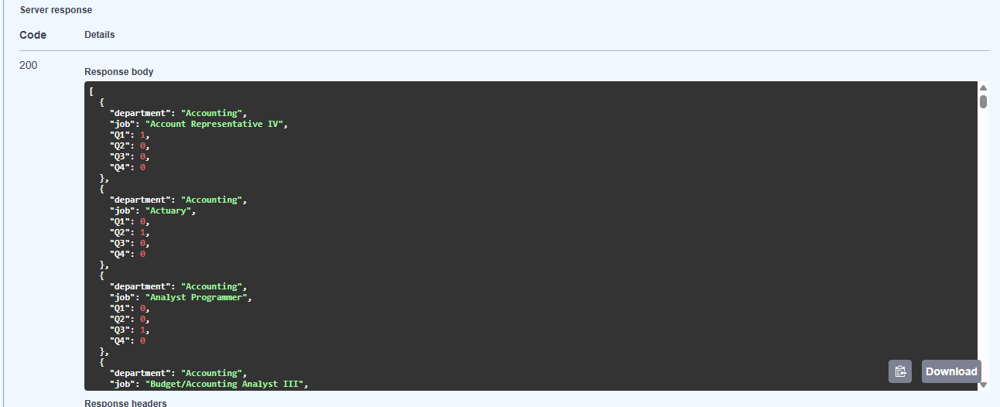 Server response
Code Details
200
Response body
[
{
"department": "Accounting",
"job": "Account Representative IV",
"Q1": 1,
"Q2": 0,
"Q3": 0,
"Q4": 0
},
{
"department": "Accounting",
"job": "Actuary",
"Q1": 0,
"Q2": 1,
"Q3": 0,
"Q4": 0
},
{
"department": "Accounting",
"job": "Analyst Programmer",
"Q1": 0,
"Q2": 0,
"Q3": 1,
"Q4": 0
},
{
"department": "Accounting",
"job": "Budget/Accounting Analyst III",
Download
Response headers